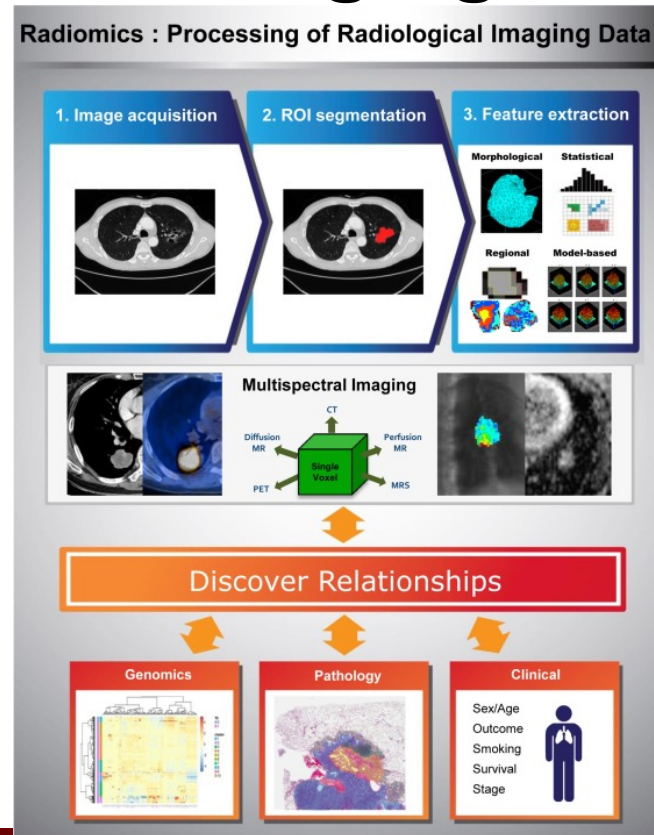 Radiomics : Processing of Radiological Imaging Data
1. Image acquisition
2. ROI segmentation
3. Feature extraction
Morphological
Statistical
Regional
Model-based
Multispectral Imaging
CT
Diffusion
MR
Perfusion
MR
Single
Voxel
PET
MRS
Discover Relationships
Genomics
Pathology
Clinical
Sex/Age
Outcome
Smoking
Survival
Stage